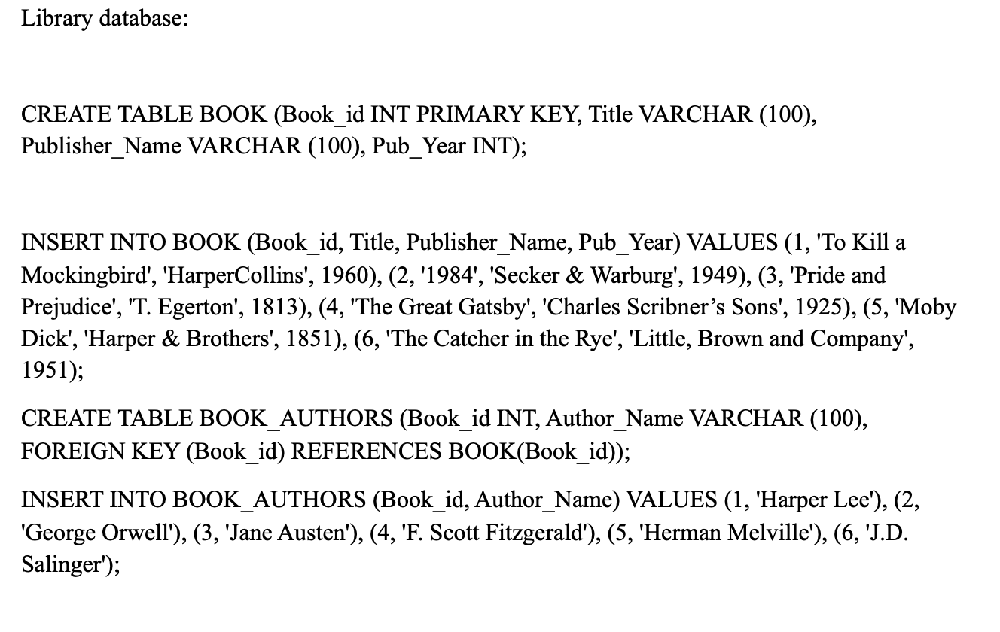 Library database:
CREATE TABLE BOOK (Book_id INT PRIMARY KEY, Title VARCHAR (100),
Publisher_Name VARCHAR (100), Pub_Year INT);
INSERT INTO BOOK (Book_id, Title, Publisher_Name, Pub_Year) VALUES (1, 'To Kill a
Mockingbird', 'HarperCollins', 1960), (2, '1984', 'Secker & Warburg', 1949), (3, 'Pride and
Prejudice', 'T. Egerton', 1813), (4, 'The Great Gatsby', 'Charles Scribner’s Sons', 1925), (5, 'Moby
Dick', 'Harper & Brothers', 1851), (6, 'The Catcher in the Rye', 'Little, Brown and Company',
1951);
CREATE TABLE BOOK_AUTHORS (Book_id INT, Author_Name VARCHAR (100),
FOREIGN KEY (Book_id) REFERENCES BOOK(Book_id));
INSERT INTO BOOK_AUTHORS (Book_id, Author_Name) VALUES (1, 'Harper Lee'), (2,
'George Orwell'), (3, 'Jane Austen'), (4, 'F. Scott Fitzgerald'), (5, 'Herman Melville'), (6, 'J.D.
Salinger');